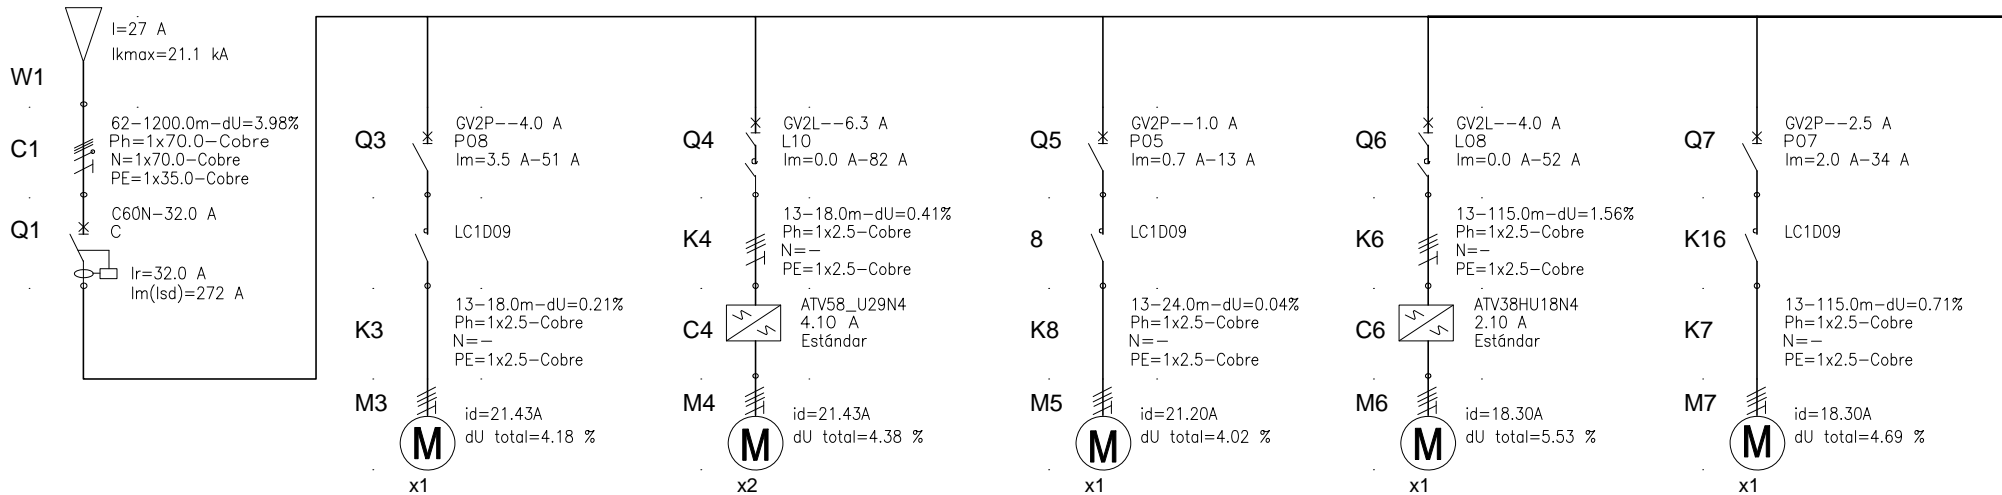 W1
I=27 A
Ikmax=21.1 kA
C1
62-1200.0m-dU=3.98%
Ph=1x70.0-Cobre
N=1x70.0-Cobre
PE=1x35.0-Cobre
Q1
C60N-32.0 A
C
Ir=32.0 A
Im(Isd)=272 A
Q3
GV2P--4.0 A
P08
Im=3.5 A-51 A
LC1D09
K3
13-18.0m-dU=0.21%
Ph=1x2.5-Cobre
N=-
PE=1x2.5-Cobre
M3
id=21.43A
dU total=4.18 %
M
x1
Q4
GV2L--6.3 A
L10
Im=0.0 A-82 A
K4
13-18.0m-dU=0.41%
Ph=1x2.5-Cobre
N=-
PE=1x2.5-Cobre
C4
ATV58_U29N4
4.10 A
Estándar
M4
id=21.43A
dU total=4.38 %
M
x2
Q5
GV2P--1.0 A
P05
Im=0.7 A-13 A
8
LC1D09
K8
13-24.0m-dU=0.04%
Ph=1x2.5-Cobre
N=-
PE=1x2.5-Cobre
M5
id=21.20A
dU total=4.02 %
M
x1
Q6
GV2L--4.0 A
L08
Im=0.0 A-52 A
K6
13-115.0m-dU=1.56%
Ph=1x2.5-Cobre
N=-
PE=1x2.5-Cobre
C6
ATV38HU18N4
2.10 A
Estándar
M6
id=18.30A
dU total=5.53 %
M
x1
Q7
GV2P--2.5 A
P07
Im=2.0 A-34 A
K16
LC1D09
K7
13-115.0m-dU=0.71%
Ph=1x2.5-Cobre
N=-
PE=1x2.5-Cobre
M7
id=18.30A
dU total=4.69 %
M
x1